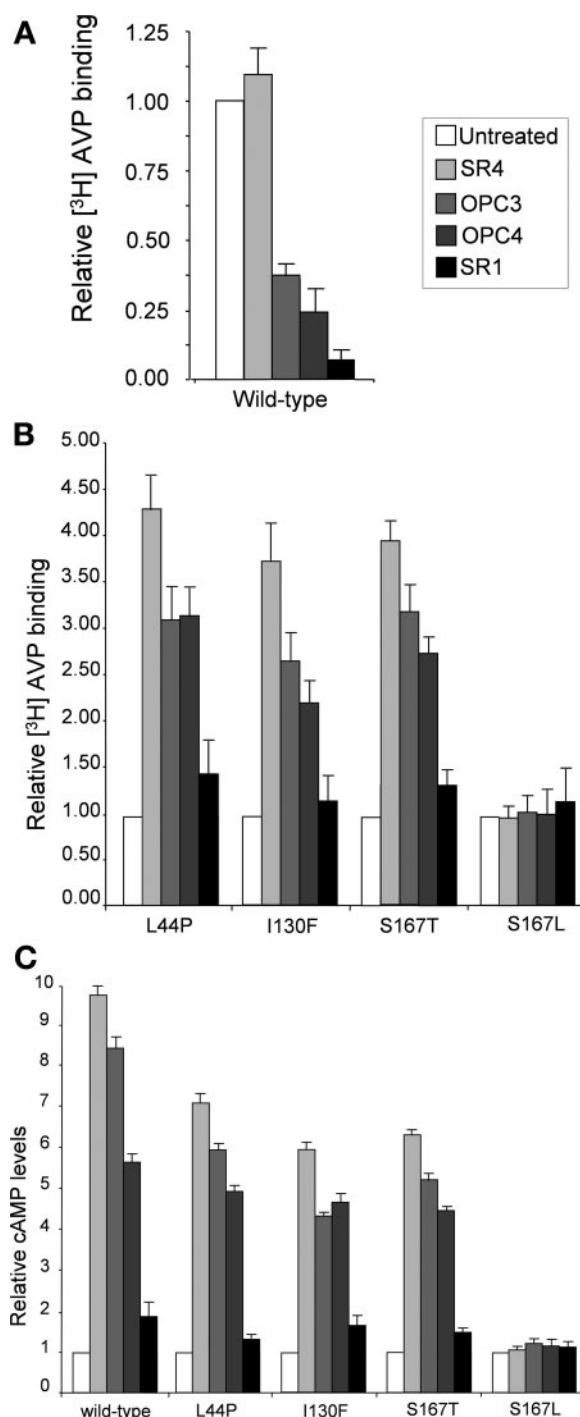 A
Relative [³H] AVP binding
1.25
1.00
0.75
0.50
0.25
0.00
Wild-type
Untreated
SR4
OPC3
OPC4
SR1
B
Relative [³H] AVP binding
5.00
4.50
4.00
3.50
3.00
2.50
2.00
1.50
1.00
0.50
0.00
L44P
I130F
S167T
S167L
C
Relative cAMP levels
10
9
8
7
6
5
4
3
2
1
0
wild-type
L44P
I130F
S167T
S167L